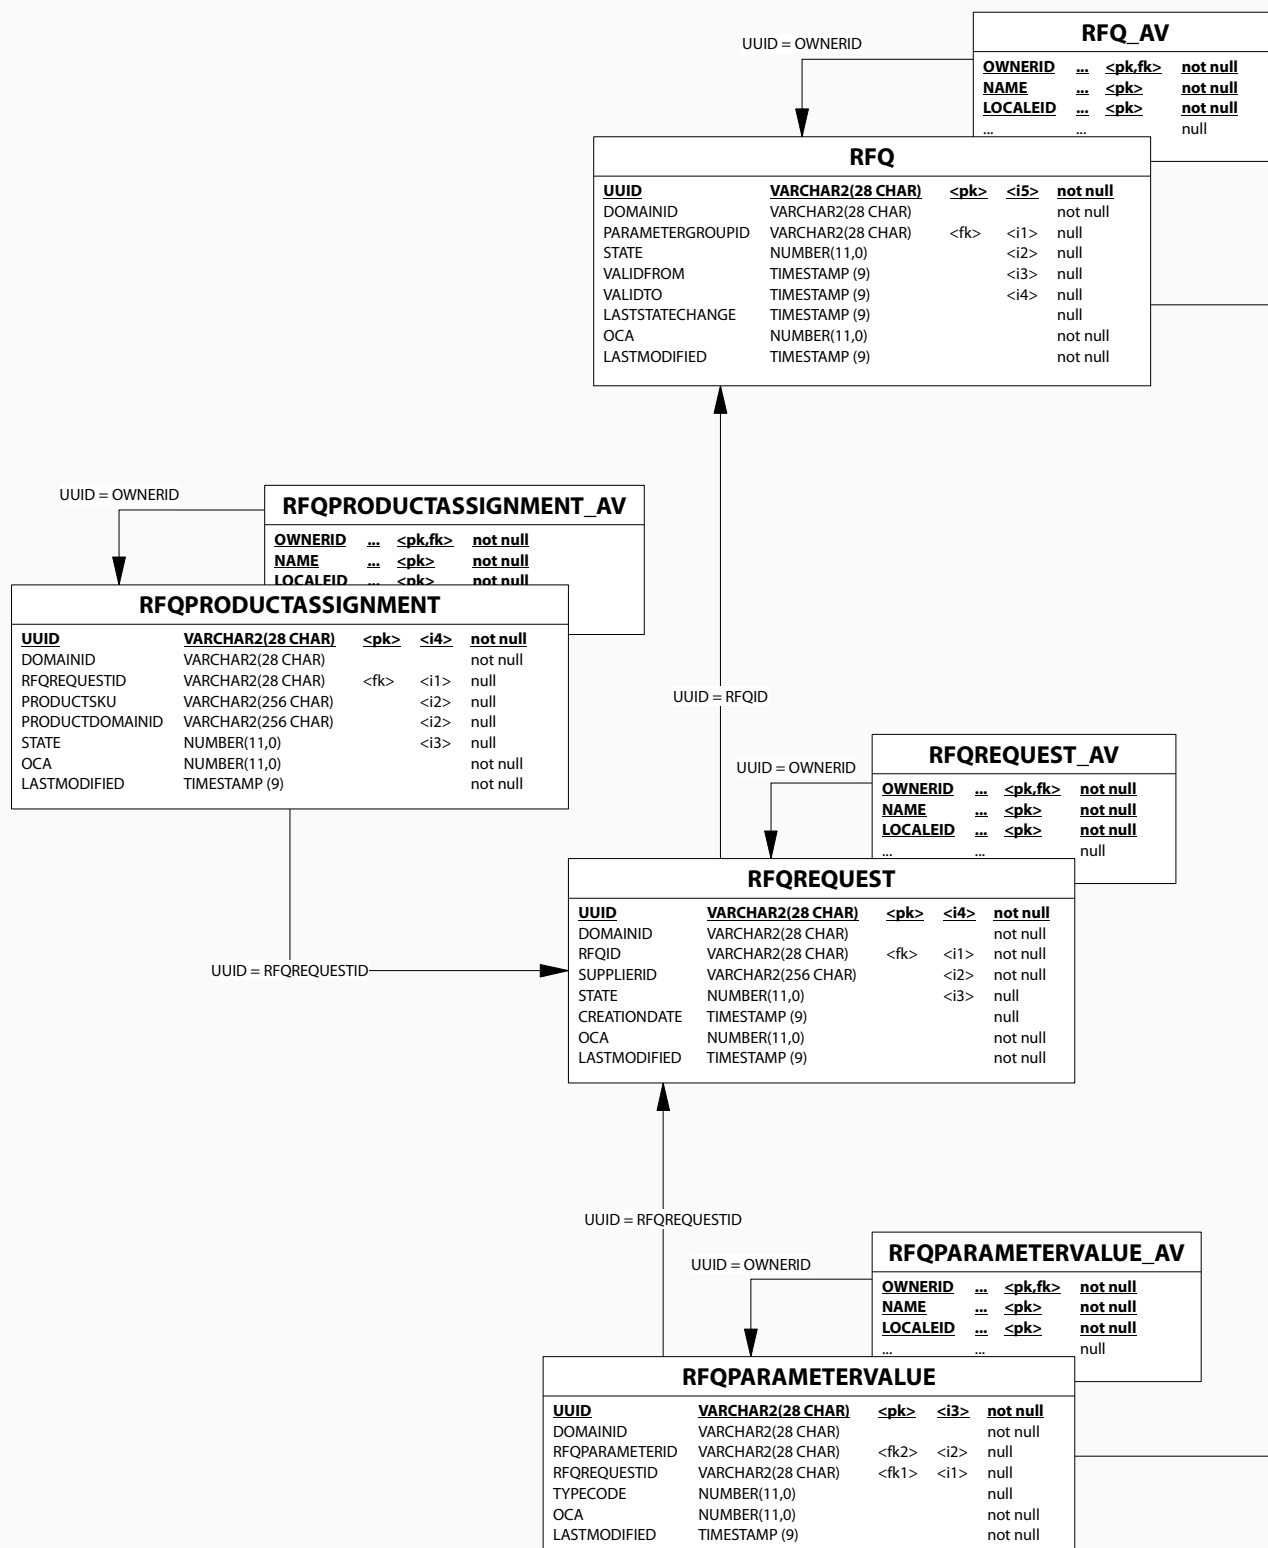 RFQ_AV
UUID = OWNERID
OWNERID ... <pk,fk> not null
NAME ... <pk> not null
LOCALEID ... <pk> not null
... ... null
RFQ
UUID VARCHAR2(28 CHAR) <pk> <i5> not null
DOMAINID VARCHAR2(28 CHAR) not null
PARAMETERGROUPID VARCHAR2(28 CHAR) <fk> <i1> null
STATE NUMBER(11,0) <i2> null
VALIDFROM TIMESTAMP (9) <i3> null
VALIDTO TIMESTAMP (9) <i4> null
LASTSTATECHANGE TIMESTAMP (9) null
OCA NUMBER(11,0) not null
LASTMODIFIED TIMESTAMP (9) not null
UUID = OWNERID
RFQPRODUCTASSIGNMENT_AV
OWNERID ... <pk,fk> not null
NAME ... <pk> not null
LOCALEID ... <pk> not null
RFQPRODUCTASSIGNMENT
UUID VARCHAR2(28 CHAR) <pk> <i4> not null
DOMAINID VARCHAR2(28 CHAR) not null
RFQREQUESTID VARCHAR2(28 CHAR) <fk> <i1> null
PRODUCTSKU VARCHAR2(256 CHAR) <i2> null
PRODUCTDOMAINID VARCHAR2(256 CHAR) <i2> null
STATE NUMBER(11,0) <i3> null
OCA NUMBER(11,0) not null
LASTMODIFIED TIMESTAMP (9) not null
UUID = RFQID
RFQREQUEST_AV
UUID = OWNERID
OWNERID ... <pk,fk> not null
NAME ... <pk> not null
LOCALEID ... <pk> not null
... ... null
RFQREQUEST
UUID VARCHAR2(28 CHAR) <pk> <i4> not null
DOMAINID VARCHAR2(28 CHAR) not null
RFQID VARCHAR2(28 CHAR) <fk> <i1> not null
SUPPLIERID VARCHAR2(256 CHAR) <i2> not null
STATE NUMBER(11,0) <i3> null
CREATIONDATE TIMESTAMP (9) null
OCA NUMBER(11,0) not null
LASTMODIFIED TIMESTAMP (9) not null
UUID = RFQREQUESTID
UUID = RFQREQUESTID
RFQPARAMETERVALUE_AV
UUID = OWNERID
OWNERID ... <pk,fk> not null
NAME ... <pk> not null
LOCALEID ... <pk> not null
... ... null
RFQPARAMETERVALUE
UUID VARCHAR2(28 CHAR) <pk> <i3> not null
DOMAINID VARCHAR2(28 CHAR) not null
RFQPARAMETERID VARCHAR2(28 CHAR) <fk2> <i2> null
RFQREQUESTID VARCHAR2(28 CHAR) <fk1> <i1> null
TYPECODE NUMBER(11,0) null
OCA NUMBER(11,0) not null
LASTMODIFIED TIMESTAMP (9) not null